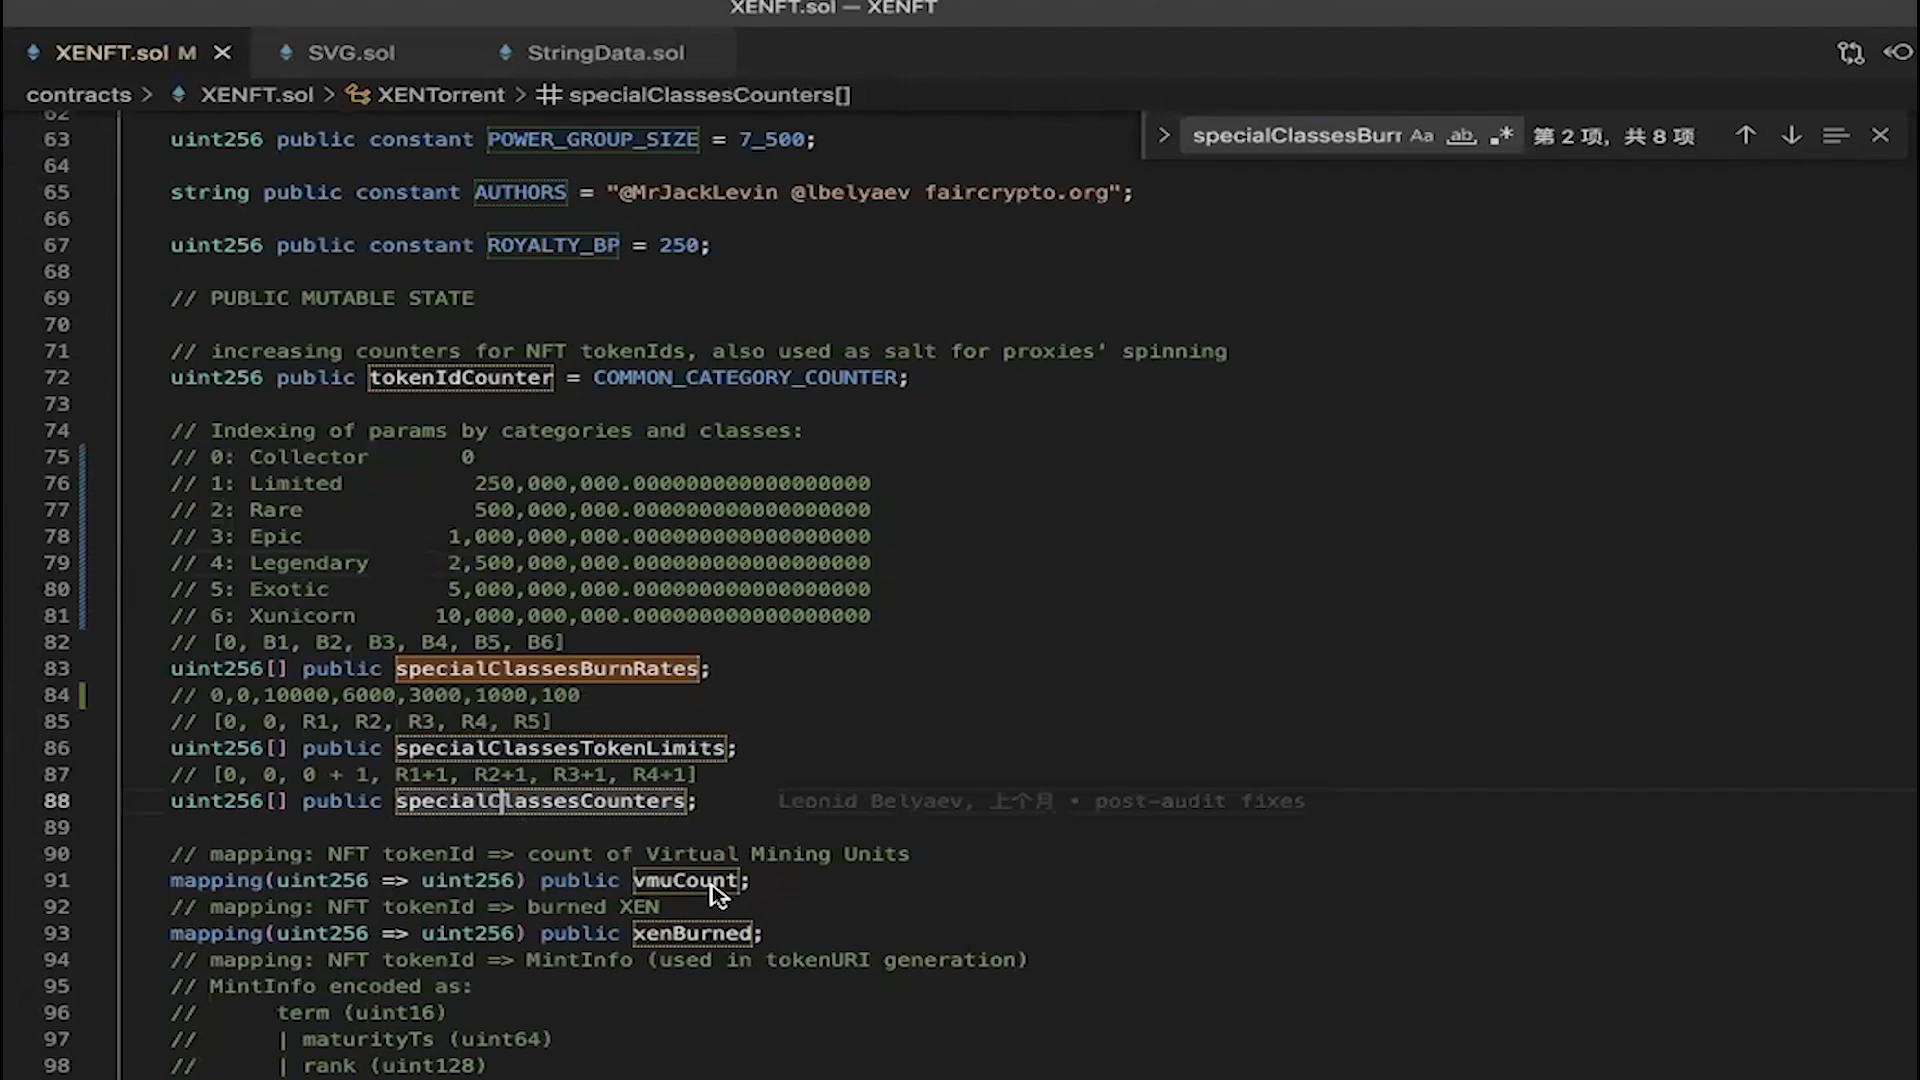 XENFT.sol — XENFT
XENFT.sol M
SVG.sol
StringData.sol
contracts > XENFT.sol > XENTorrent > specialClassesCounters[]
specialClassesBurr Aa ab .* 第 2 项, 共 8 项
62
63 uint256 public constant POWER_GROUP_SIZE = 7_500;
64
65 string public constant AUTHORS = "@MrJackLevin @lbelyaev faircrypto.org";
66
67 uint256 public constant ROYALTY_BP = 250;
68
69 // PUBLIC MUTABLE STATE
70
71 // increasing counters for NFT tokenIds, also used as salt for proxies' spinning
72 uint256 public tokenIdCounter = COMMON_CATEGORY_COUNTER;
73
74 // Indexing of params by categories and classes:
75 // 0: Collector 0
76 // 1: Limited 250,000,000.000000000000000000
77 // 2: Rare 500,000,000.000000000000000000
78 // 3: Epic 1,000,000,000.000000000000000000
79 // 4: Legendary 2,500,000,000.000000000000000000
80 // 5: Exotic 5,000,000,000.000000000000000000
81 // 6: Xunicorn 10,000,000,000.000000000000000000
82 // [0, B1, B2, B3, B4, B5, B6]
83 uint256[] public specialClassesBurnRates;
84 // 0,0,10000,6000,3000,1000,100
85 // [0, 0, R1, R2, R3, R4, R5]
86 uint256[] public specialClassesTokenLimits;
87 // [0, 0, 0 + 1, R1+1, R2+1, R3+1, R4+1]
88 uint256[] public specialClassesCounters; Leonid Belyaev, 上个月 • post-audit fixes
89
90 // mapping: NFT tokenId => count of Virtual Mining Units
91 mapping(uint256 => uint256) public vmuCount;
92 // mapping: NFT tokenId => burned XEN
93 mapping(uint256 => uint256) public xenBurned;
94 // mapping: NFT tokenId => MintInfo (used in tokenURI generation)
95 // MintInfo encoded as:
96 // term (uint16)
97 // | maturityTs (uint64)
98 // | rank (uint128)